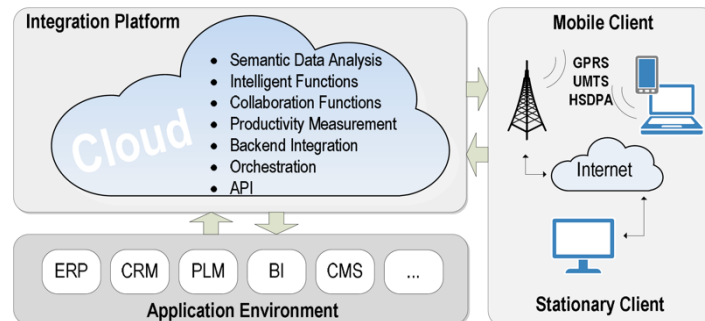 Integration Platform
Cloud
• Semantic Data Analysis
• Intelligent Functions
• Collaboration Functions
• Productivity Measurement
• Backend Integration
• Orchestration
• API
ERP
CRM
PLM
BI
CMS
...
Application Environment
Mobile Client
GPRS
UMTS
HSDPA
Internet
Stationary Client